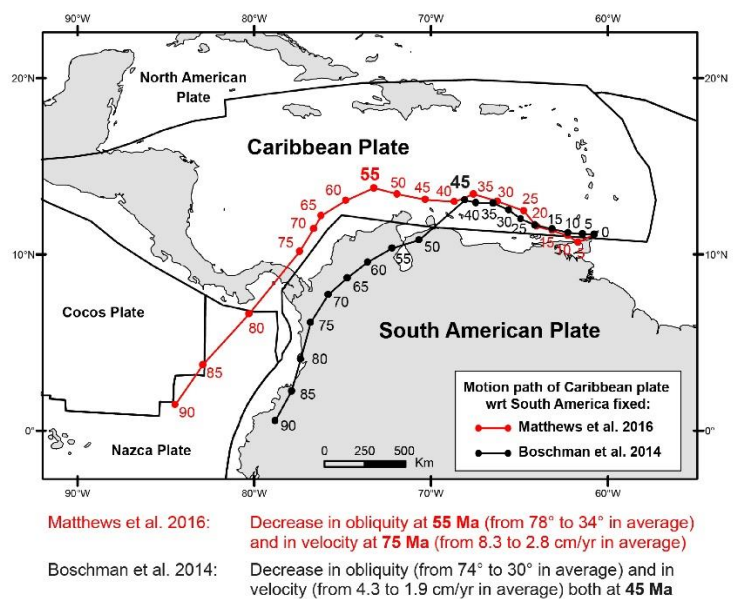 90°W
80°W
70°W
60°W
20°N
20°N
North American
Plate
Caribbean Plate
55
60
50
45
40
65
70
75
80
85
90
35
30
25
20
15
10
5
45
40
35
30
25
15
10
5
0
50
55
60
65
70
75
80
85
90
10°N
10°N
Cocos Plate
South American Plate
Nazca Plate
0°
0°
Motion path of Caribbean plate
wrt South America fixed:
Matthews et al. 2016
Boschman et al. 2014
0 250 500
Km
90°W
80°W
70°W
60°W
Matthews et al. 2016: Decrease in obliquity at 55 Ma (from 78° to 34° in average)
and in velocity at 75 Ma (from 8.3 to 2.8 cm/yr in average)
Boschman et al. 2014: Decrease in obliquity (from 74° to 30° in average) and in
velocity (from 4.3 to 1.9 cm/yr in average) both at 45 Ma